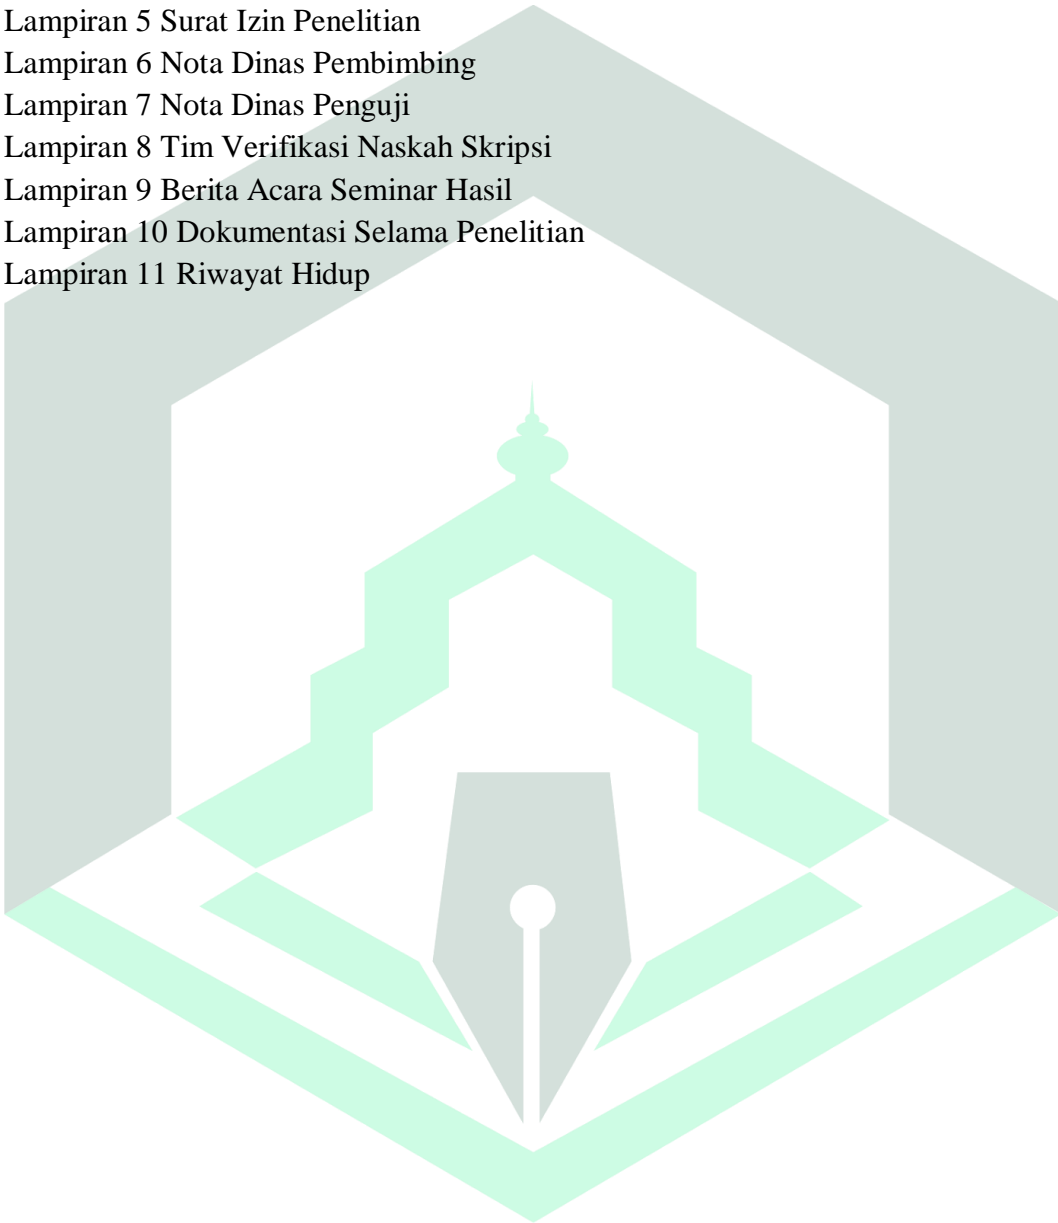 Lampiran 5 Surat Izin Penelitian
Lampiran 6 Nota Dinas Pembimbing
Lampiran 7 Nota Dinas Penguji
Lampiran 8 Tim Verifikasi Naskah Skripsi
Lampiran 9 Berita Acara Seminar Hasil
Lampiran 10 Dokumentasi Selama Penelitian
Lampiran 11 Riwayat Hidup